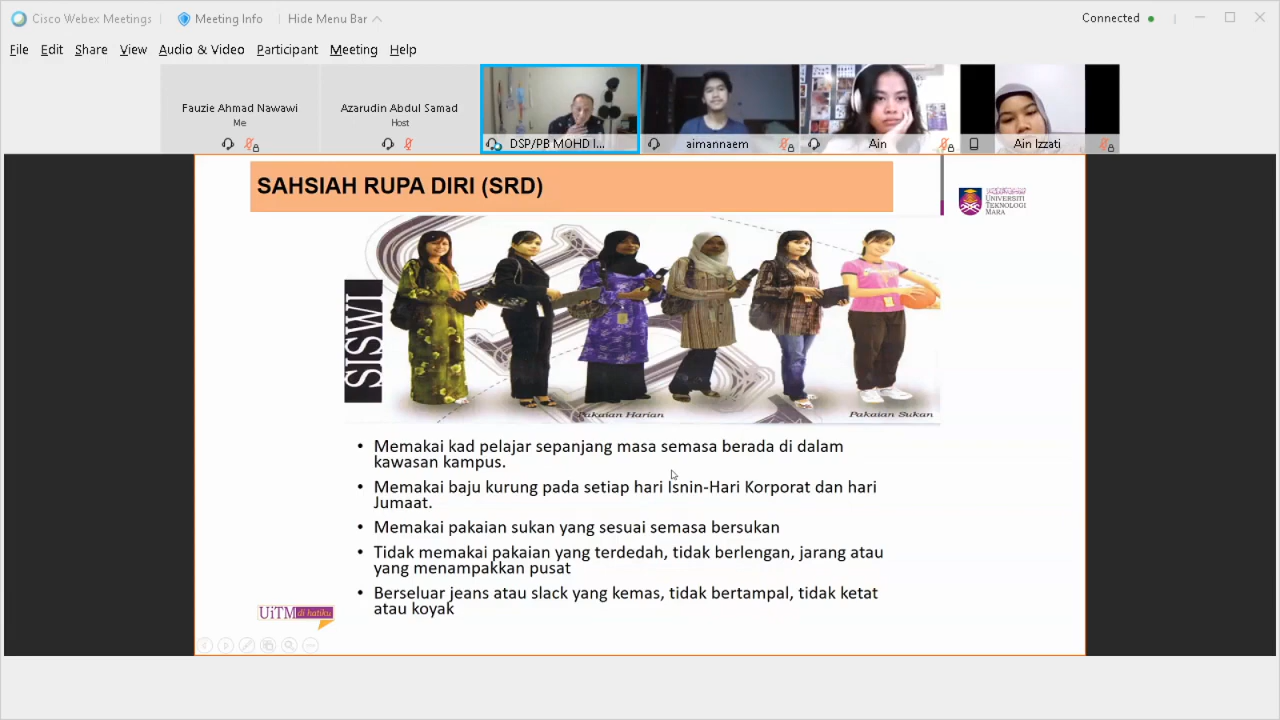 Cisco Webex Meetings
Meeting Info
Hide Menu Bar
Connected
File Edit Share View Audio & Video Participant Meeting Help
Fauzie Ahmad Nawawi
Me
Azarudin Abdul Samad
Host
DSP/PB MOHD I...
aimannaem
Ain
Ain Izzati
SAHSIAH RUPA DIRI (SRD)
UNIVERSITI
TEKNOLOGI
MARA
SISWI
Pakaian Harian
Pakaian Sukan
• Memakai kad pelajar sepanjang masa semasa berada di dalam
kawasan kampus.
• Memakai baju kurung pada setiap hari Isnin-Hari Korporat dan hari
Jumaat.
• Memakai pakaian sukan yang sesuai semasa bersukan
• Tidak memakai pakaian yang terdedah, tidak berlengan, jarang atau
yang menampakkan pusat
• Berseluar jeans atau slack yang kemas, tidak bertampal, tidak ketat
atau koyak
UiTM di hatiku